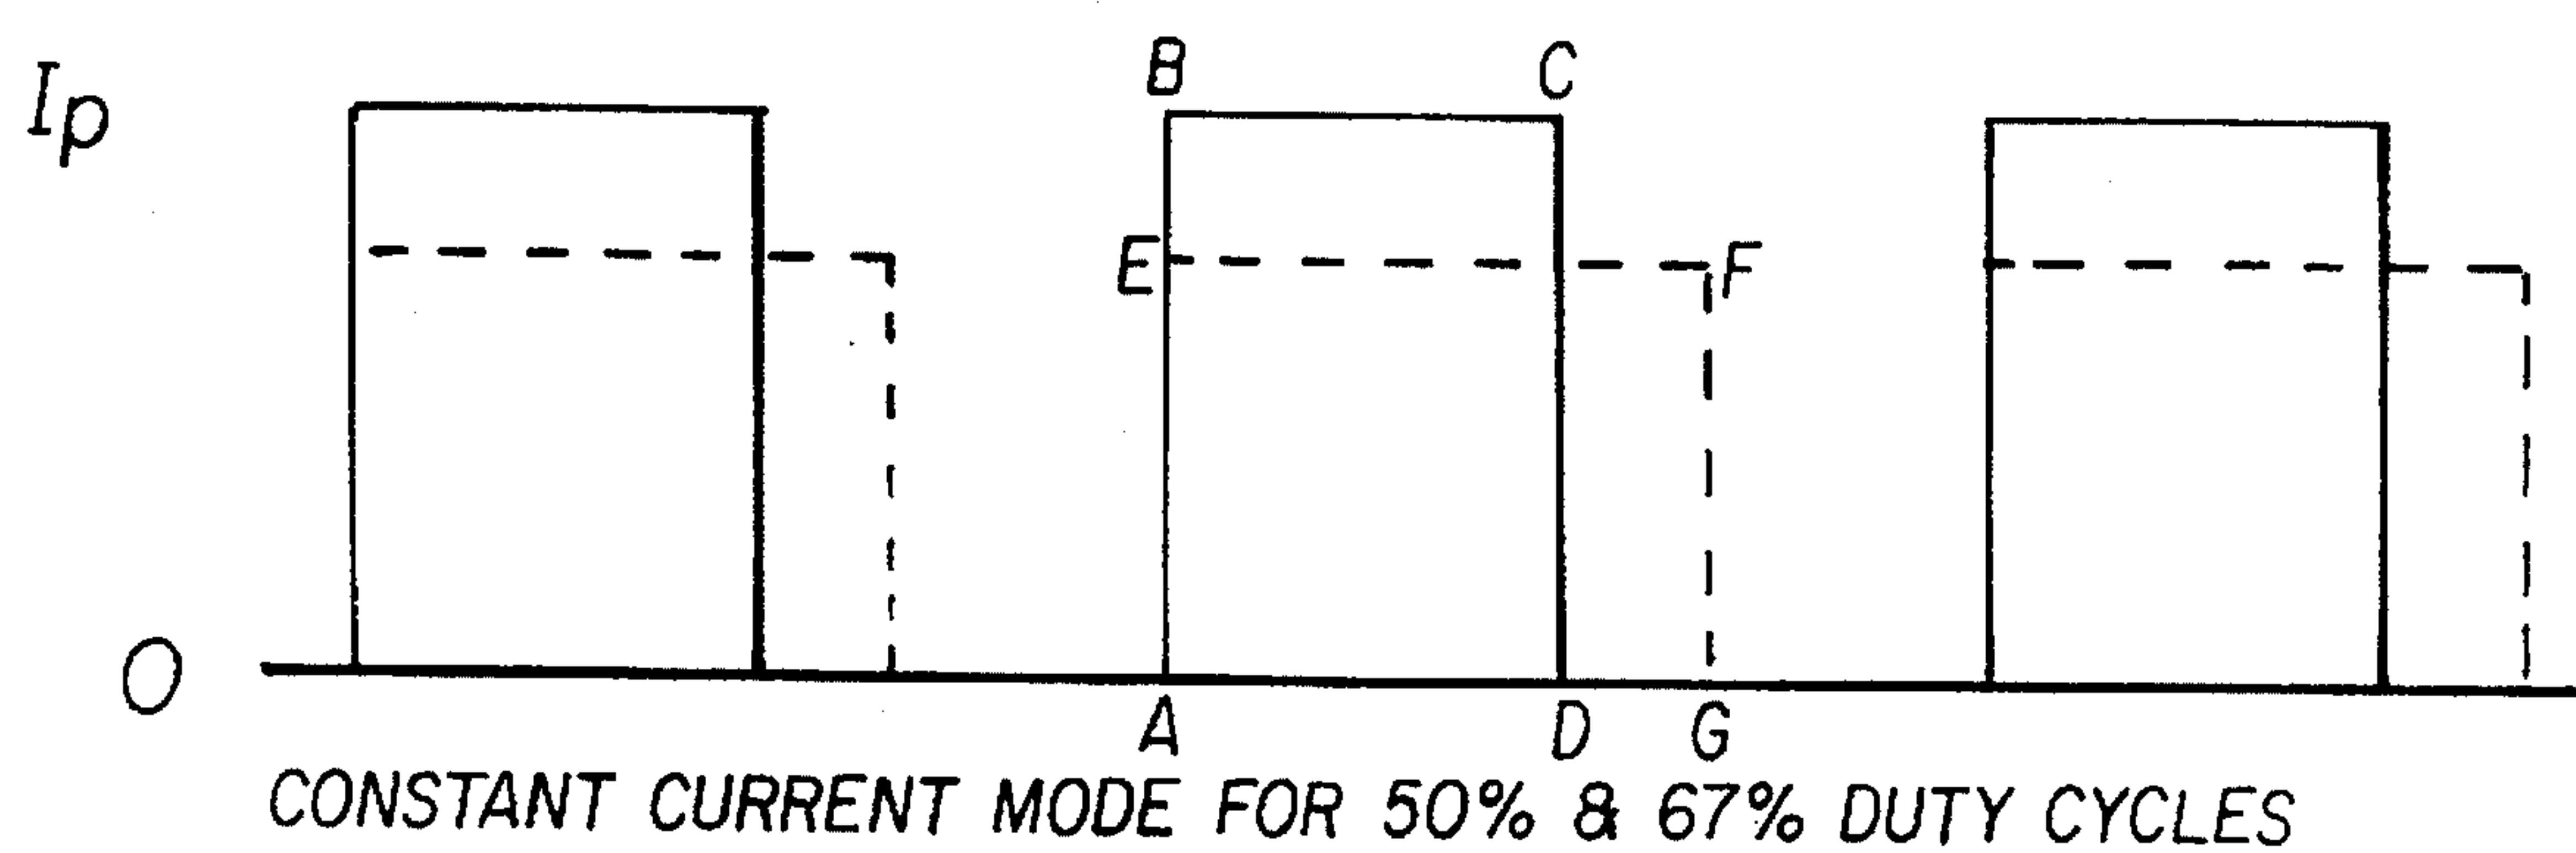 Ip
B C
E F
O
A D G
CONSTANT CURRENT MODE FOR 50% & 67% DUTY CYCLES